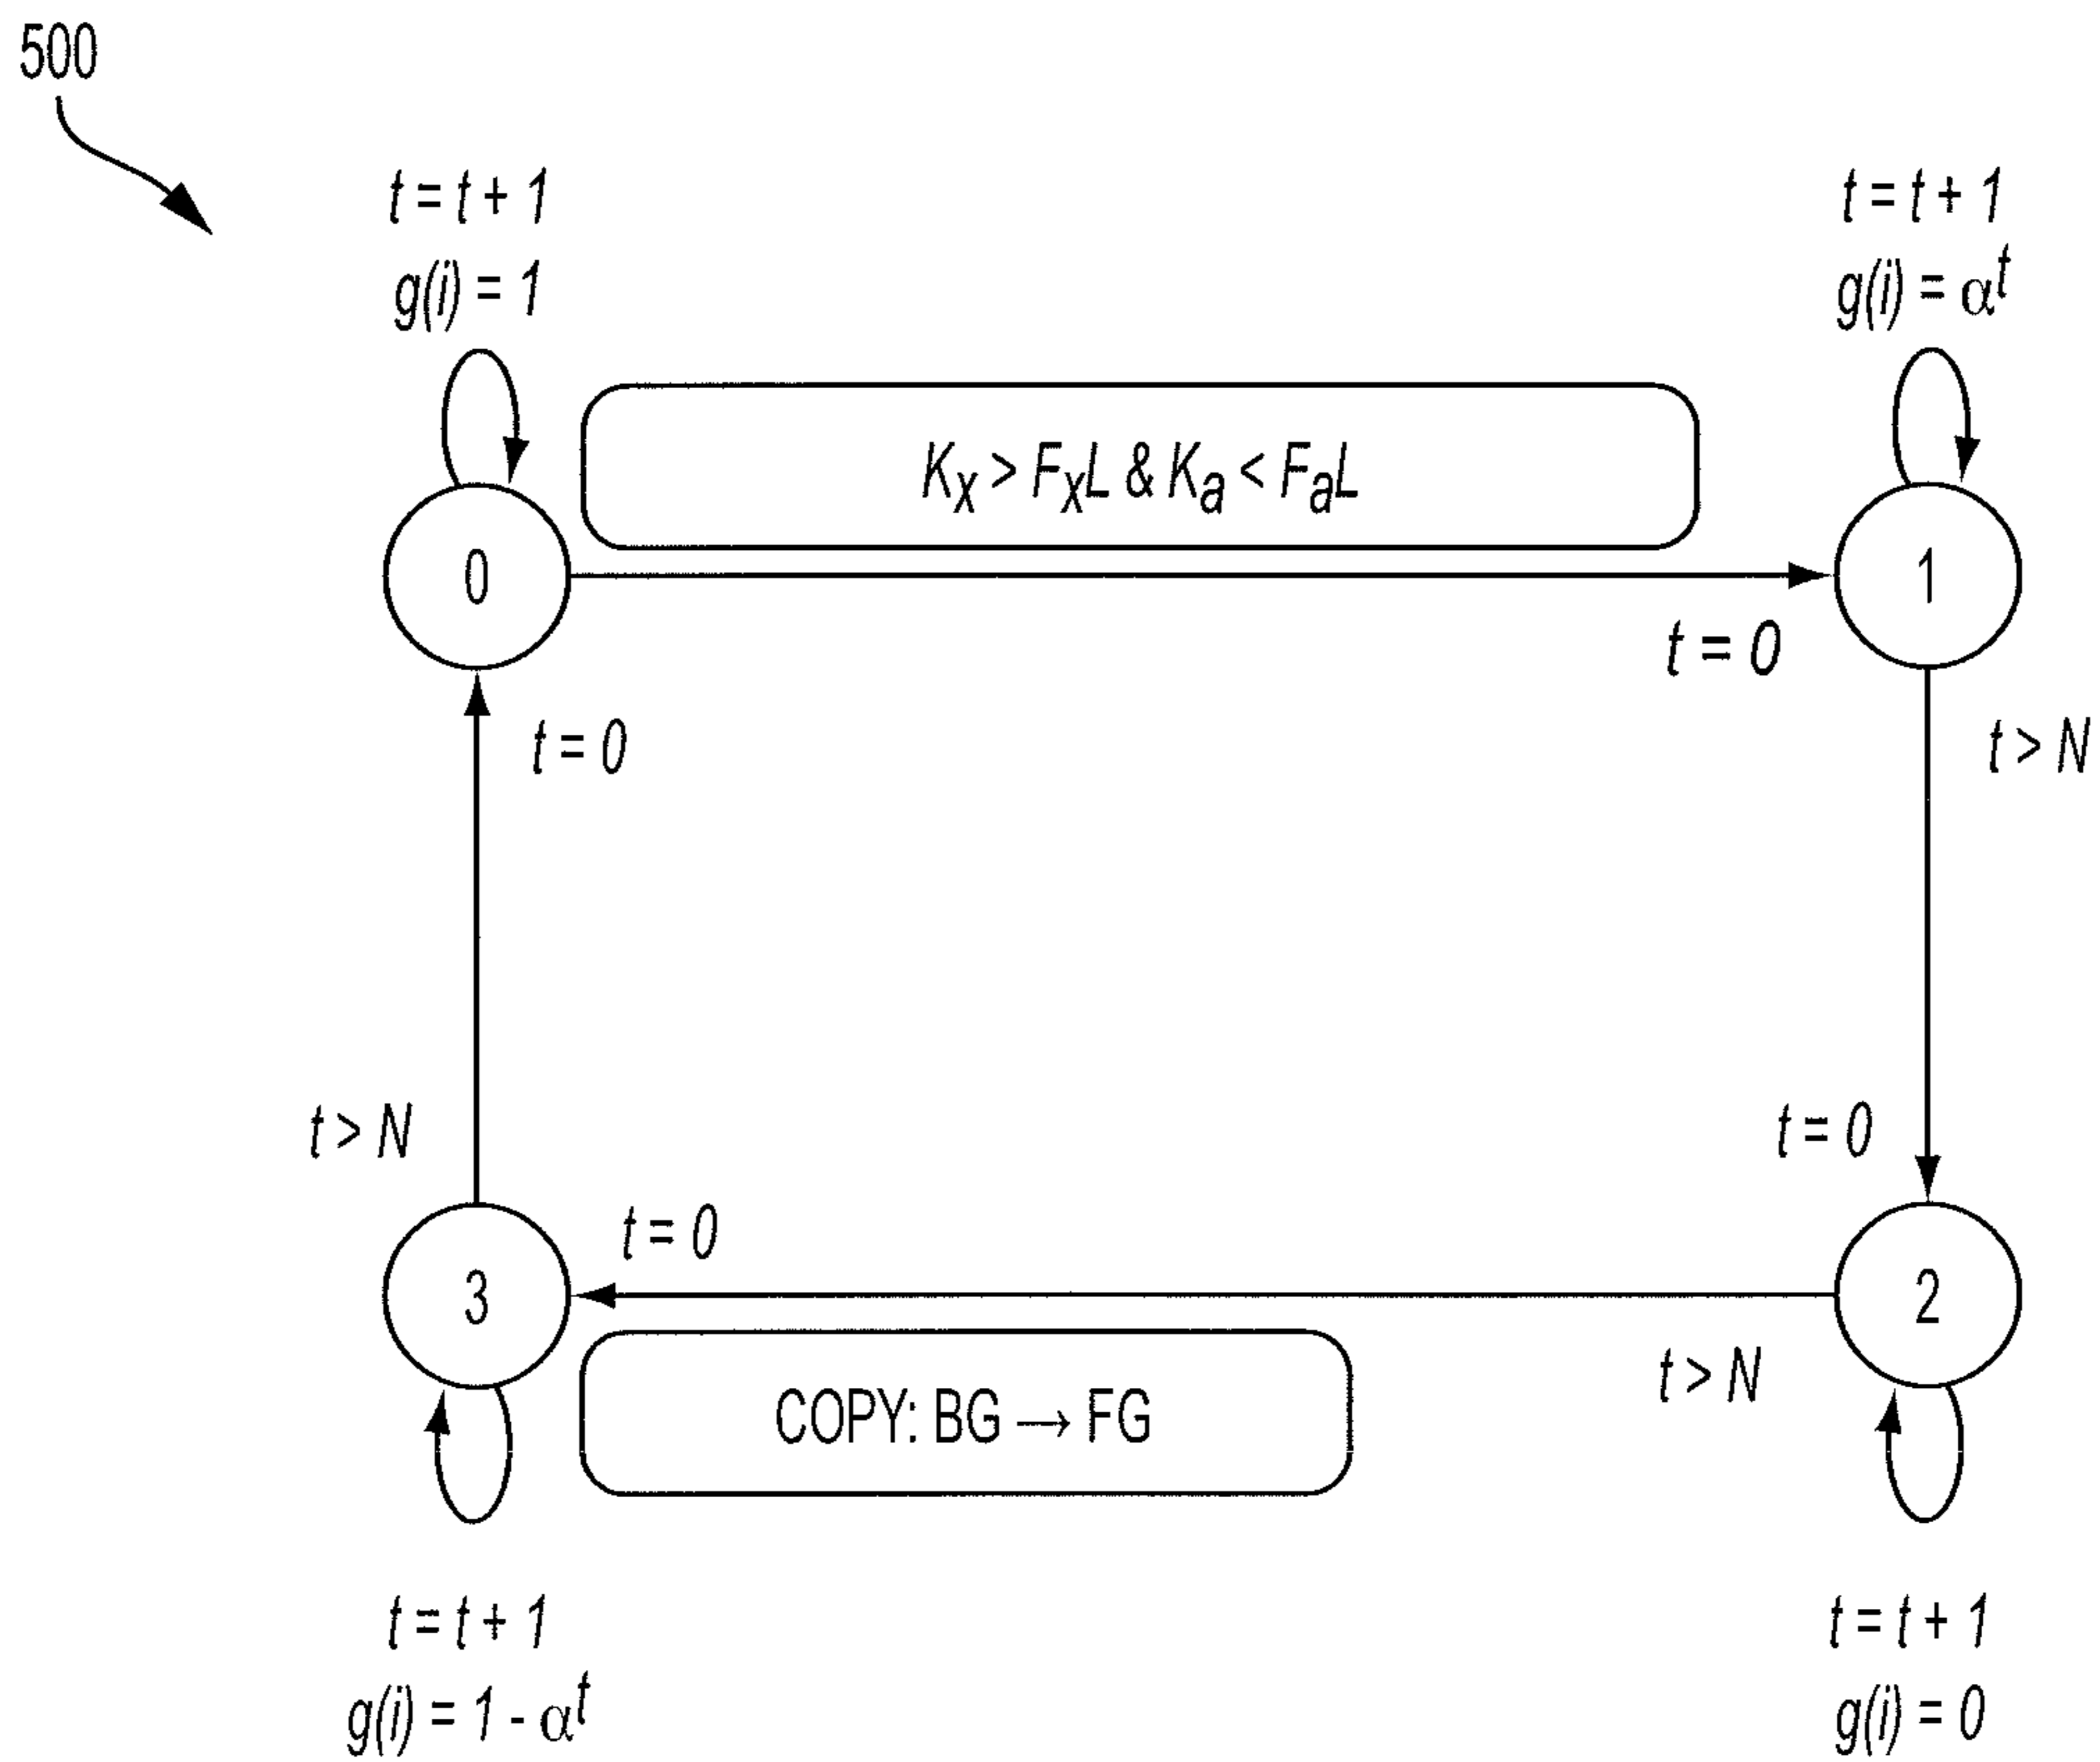 500
t = t + 1
g(i) = 1
t = t + 1
g(i) = α^t
K_x > F_xL & K_a < F_aL
0
1
t = 0
t = 0
t > N
t > N
t = 0
t = 0
3
2
t > N
COPY: BG → FG
t = t + 1
g(i) = 1 - α^t
t = t + 1
g(i) = 0